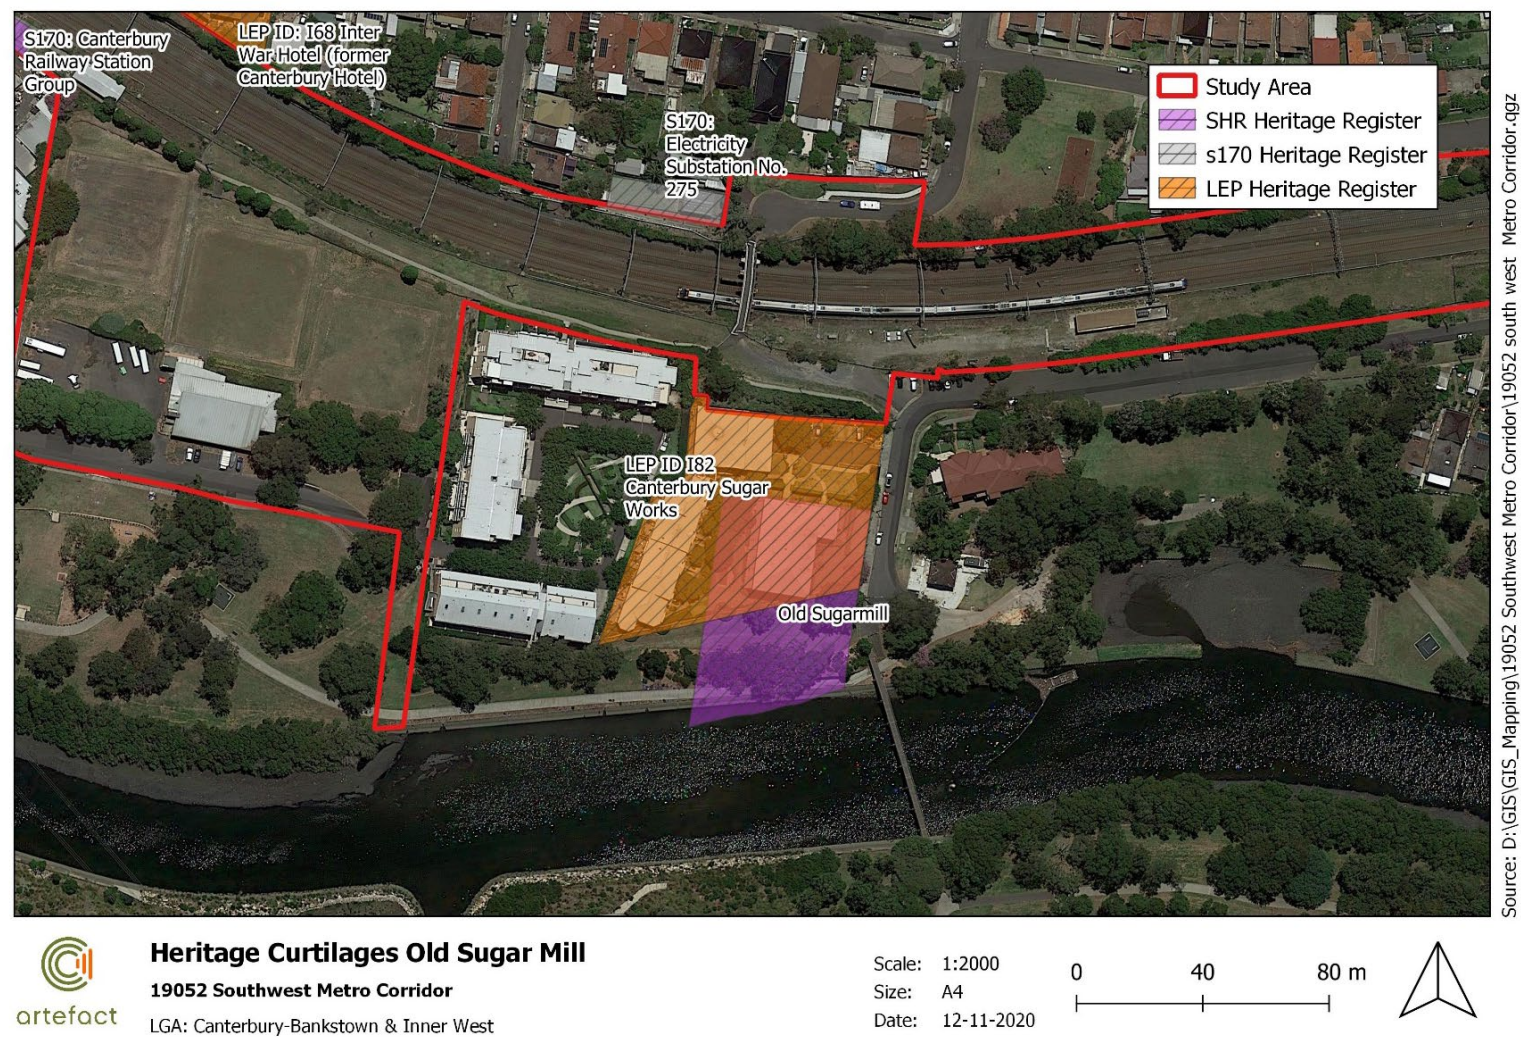 S170: Canterbury
Railway Station
Group
LEP ID: I68 Inter
War Hotel (former
Canterbury Hotel)
S170:
Electricity
Substation No.
275
Study Area
SHR Heritage Register
s170 Heritage Register
LEP Heritage Register
LEP ID I82
Canterbury Sugar
Works
Old Sugarmill
Source: D:\GIS\GIS_Mapping\19052 Southwest Metro Corridor\19052 south west  Metro Corridor.qgz
artefact
Heritage Curtilages Old Sugar Mill
19052 Southwest Metro Corridor
LGA: Canterbury-Bankstown & Inner West
Scale: 1:2000
Size: A4
Date: 12-11-2020
0 40 80 m